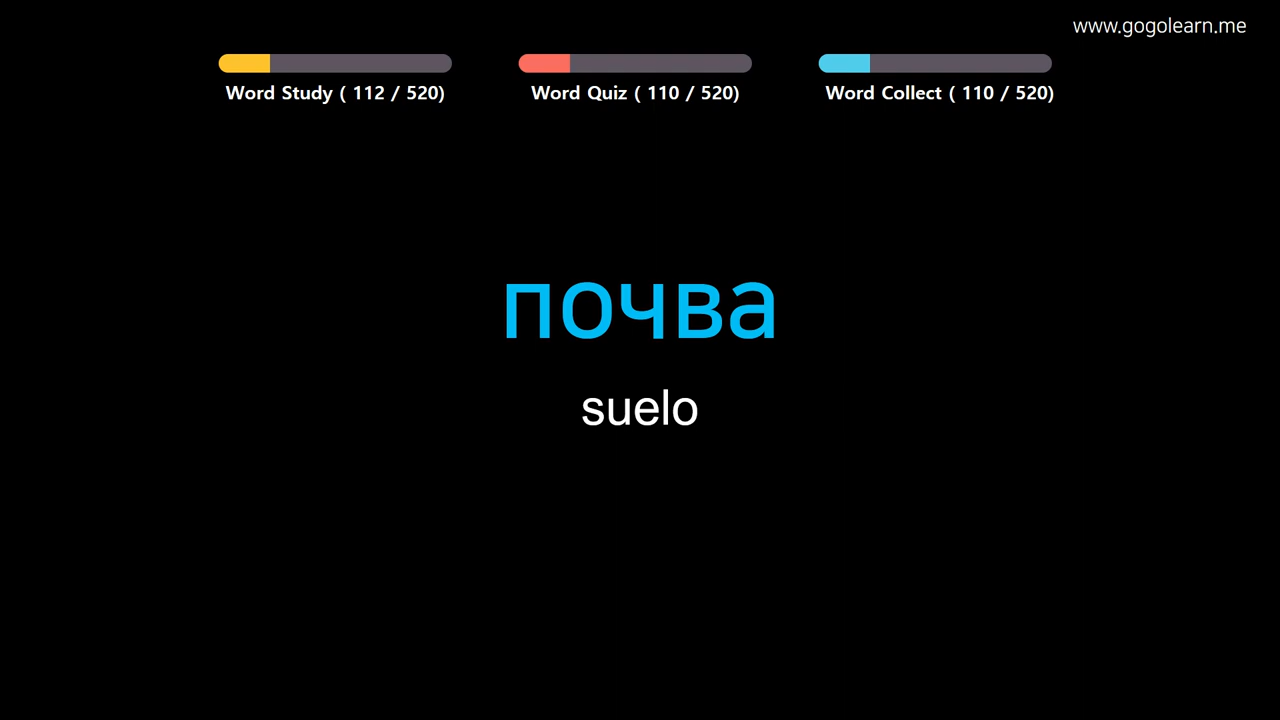 www.gogolearn.me
Word Study ( 112 / 520)
Word Quiz ( 110 / 520)
Word Collect ( 110 / 520)
почва
suelo